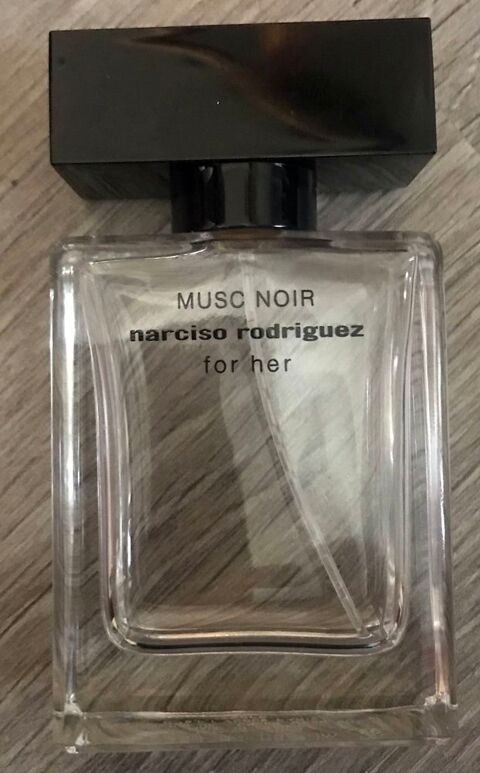 MUSC NOIR
narciso rodriguez
for her